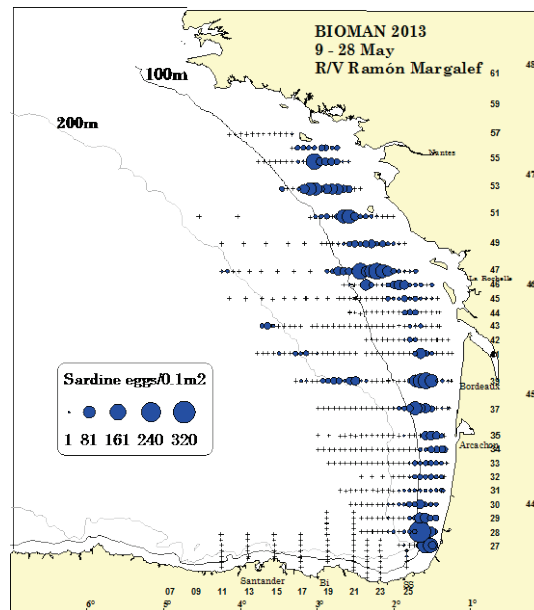 BIOMAN 2013
9 - 28 May
R/V Ramón Margalef
100m
200m
61
48
59
57
Nantes
55
47
53
51
49
La Rochelle
47
46
46
45
44
43
42
41
Sardine eggs/0.1m2
1 81 161 240 320
39
Bordeaux
45
37
35
Arcachon
34
33
32
31
30
44
29
28
27
Santander Bi SS
07 09 11 13 15 17 19 21 23 25
6° 5° 4° 3° 2° 1°